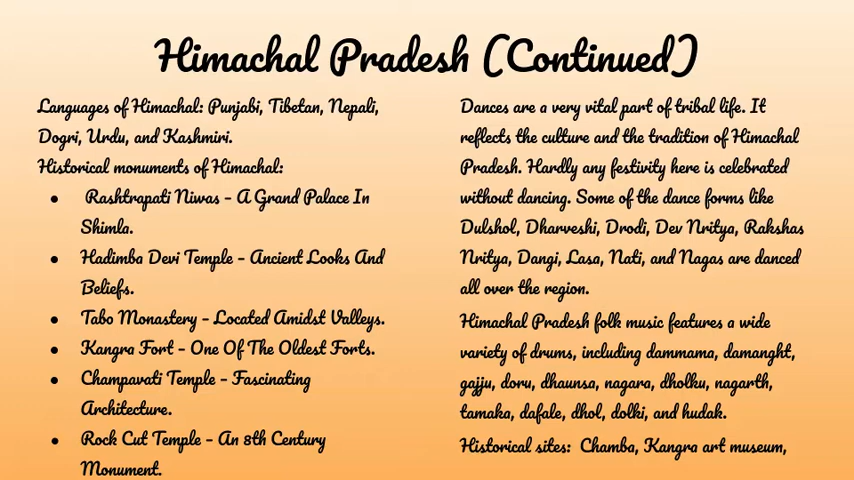 Himachal Pradesh (Continued)
Languages of Himachal: Punjabi, Tibetan, Nepali,
Dogri, Urdu, and Kashmiri.
Historical monuments of Himachal:
● Rashtrapati Niwas – A Grand Palace In
Shimla.
● Hadimba Devi Temple – Ancient Looks And
Beliefs.
● Tabo Monastery – Located Amidst Valleys.
● Kangra Fort – One Of The Oldest Forts.
● Champavati Temple – Fascinating
Architecture.
● Rock Cut Temple – An 8th Century
Monument.
Dances are a very vital part of tribal life. It
reflects the culture and the tradition of Himachal
Pradesh. Hardly any festivity here is celebrated
without dancing. Some of the dance forms like
Dulshol, Dharveshi, Drodi, Dev Nritya, Rakshas
Nritya, Dangi, Lasa, Nati, and Nagas are danced
all over the region.
Himachal Pradesh folk music features a wide
variety of drums, including dammama, damanght,
gajju, doru, dhaunsa, nagara, dholku, nagarth,
tamaka, dafale, dhol, dolki, and hudak.
Historical sites: Chamba, Kangra art museum,